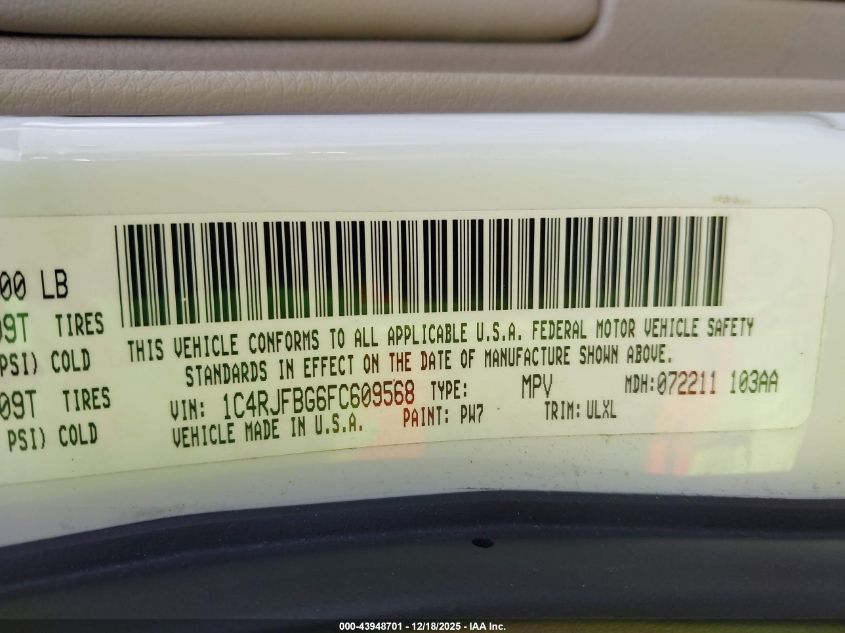 00 LB
09T TIRES
PSI) COLD
09T TIRES
PSI) COLD
THIS VEHICLE CONFORMS TO ALL APPLICABLE U.S.A. FEDERAL MOTOR VEHICLE SAFETY
STANDARDS IN EFFECT ON THE DATE OF MANUFACTURE SHOWN ABOVE.
VIN: 1C4RJFBG6FC609568 TYPE: MPV MDH:072211 103AA
VEHICLE MADE IN U.S.A. PAINT: PW7 TRIM: ULXL
000-43948701 - 12/18/2025 - IAA Inc.